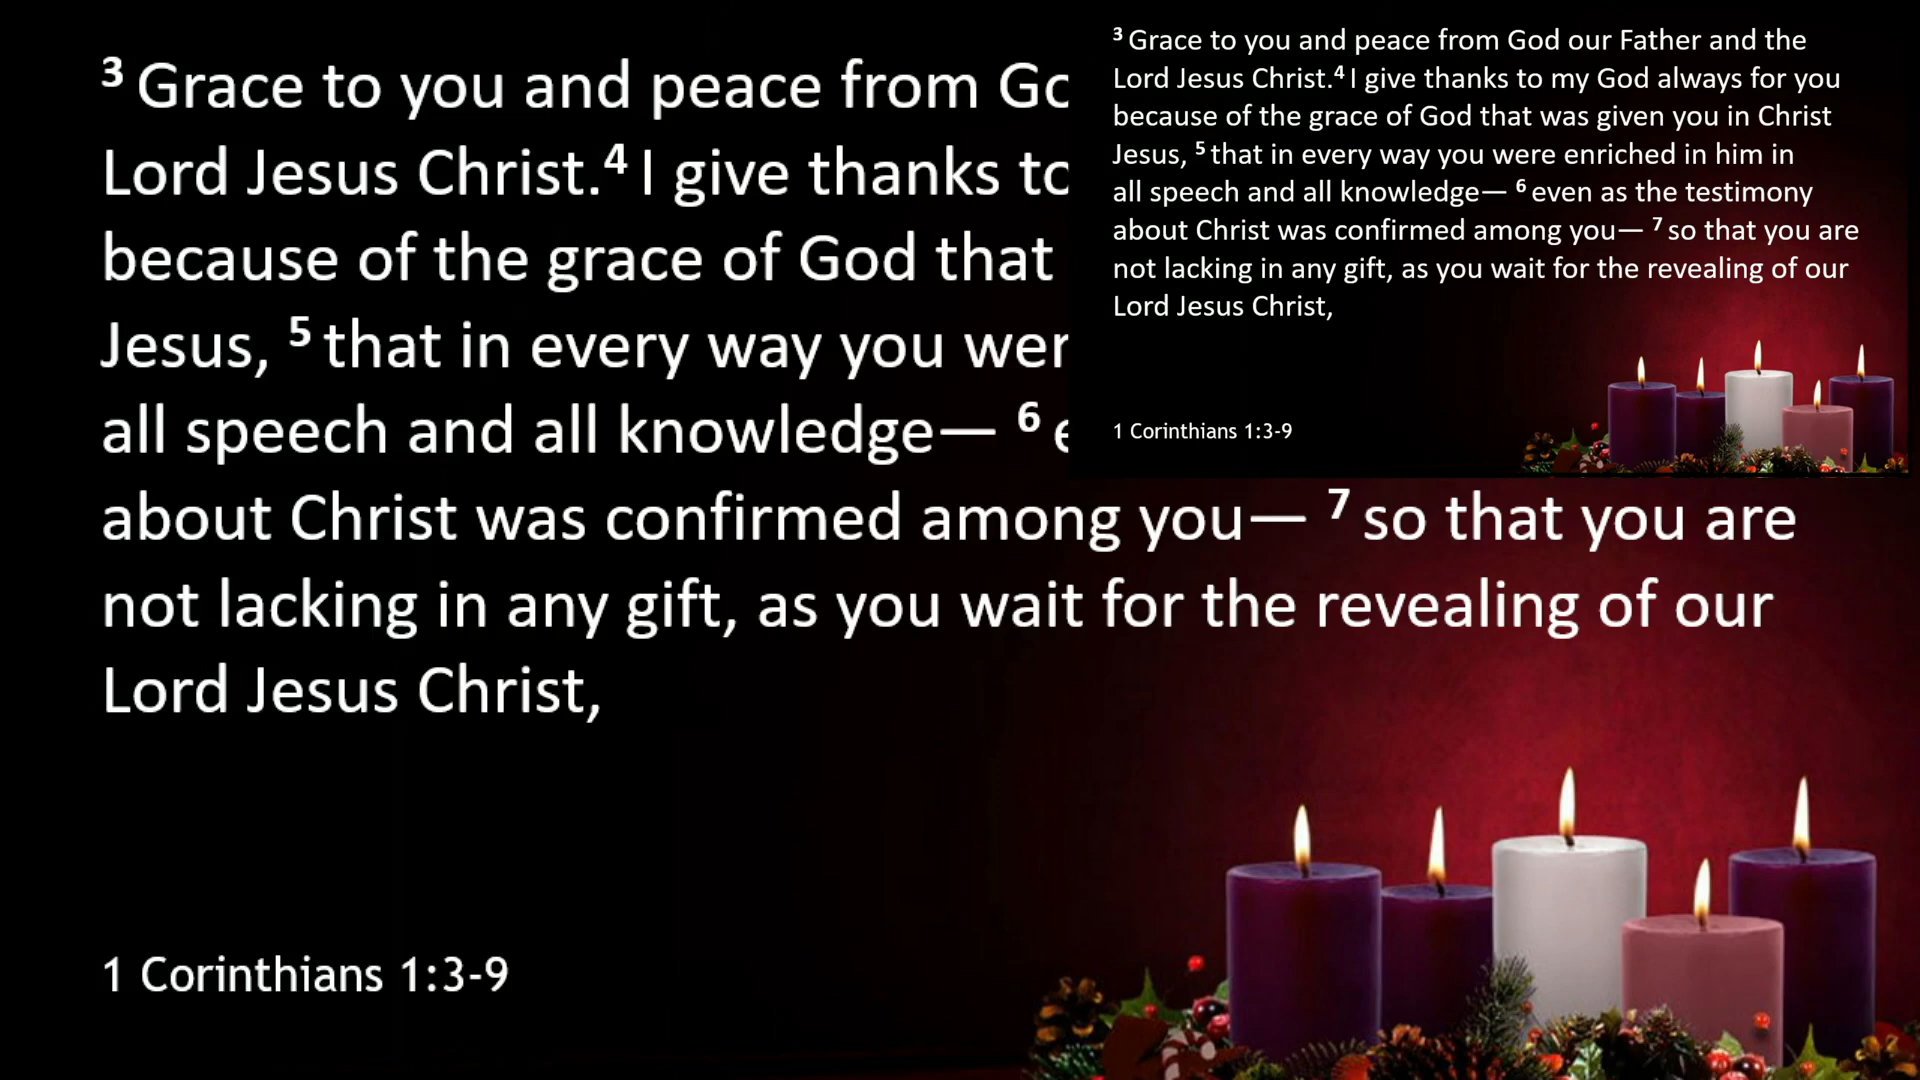 3 Grace to you and peace from Go
Lord Jesus Christ.4 I give thanks to
because of the grace of God that
Jesus, 5 that in every way you wer
all speech and all knowledge— 6 e
about Christ was confirmed among you— 7 so that you are
not lacking in any gift, as you wait for the revealing of our
Lord Jesus Christ,
1 Corinthians 1:3-9
3 Grace to you and peace from God our Father and the
Lord Jesus Christ.4 I give thanks to my God always for you
because of the grace of God that was given you in Christ
Jesus, 5 that in every way you were enriched in him in
all speech and all knowledge— 6 even as the testimony
about Christ was confirmed among you— 7 so that you are
not lacking in any gift, as you wait for the revealing of our
Lord Jesus Christ,
1 Corinthians 1:3-9